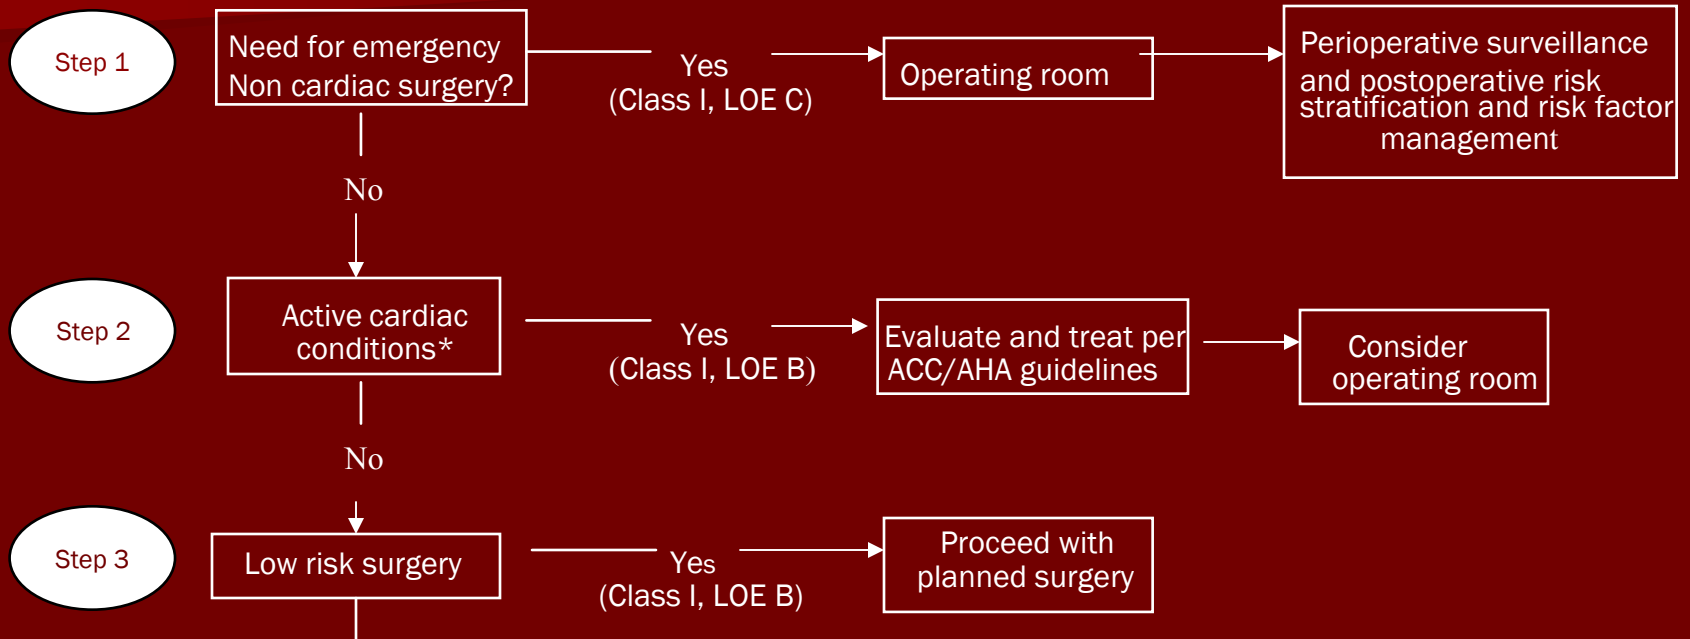 Step 1
Need for emergency
Non cardiac surgery?
Yes
(Class I, LOE C)
Operating room
Perioperative surveillance
and postoperative risk
stratification and risk factor
management
No
Step 2
Active cardiac
conditions*
Yes
(Class I, LOE B)
Evaluate and treat per
ACC/AHA guidelines
Consider
operating room
No
Step 3
Low risk surgery
Yes
(Class I, LOE B)
Proceed with
planned surgery